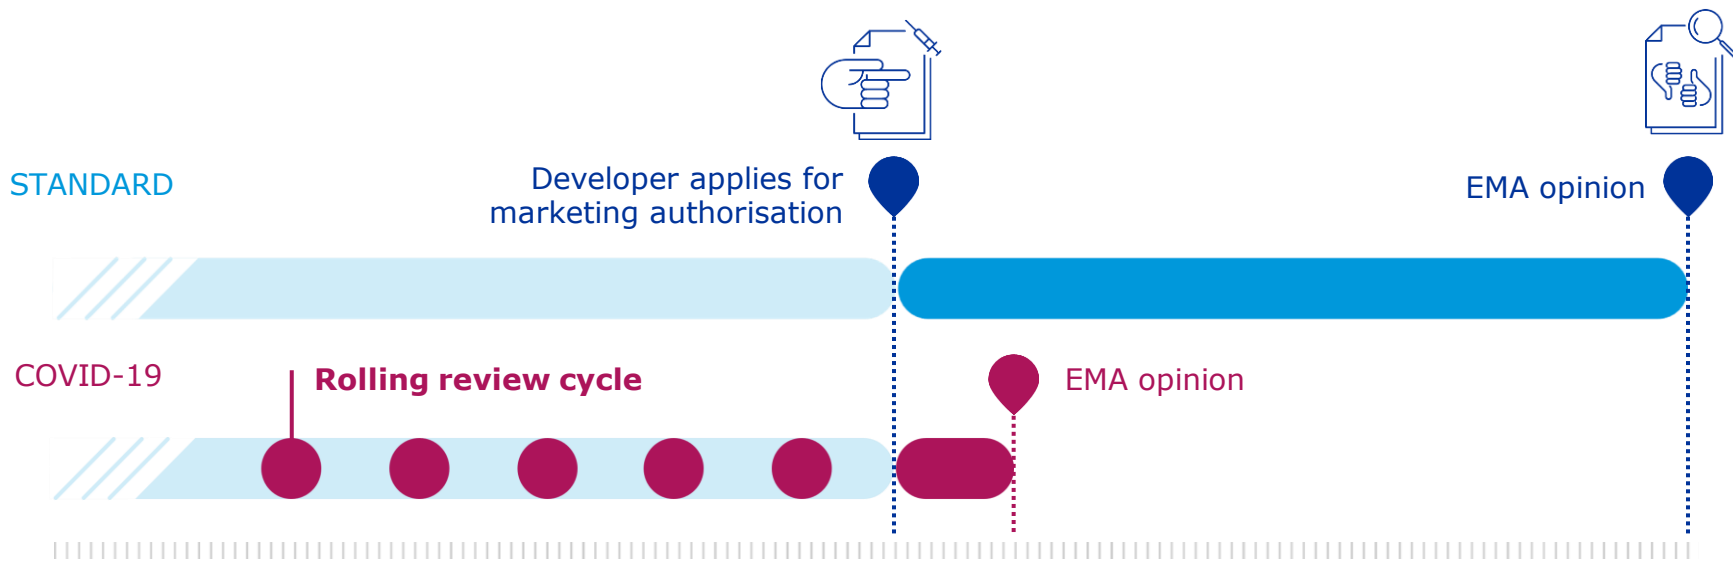 STANDARD
Developer applies for
marketing authorisation
EMA opinion
COVID-19
Rolling review cycle
EMA opinion